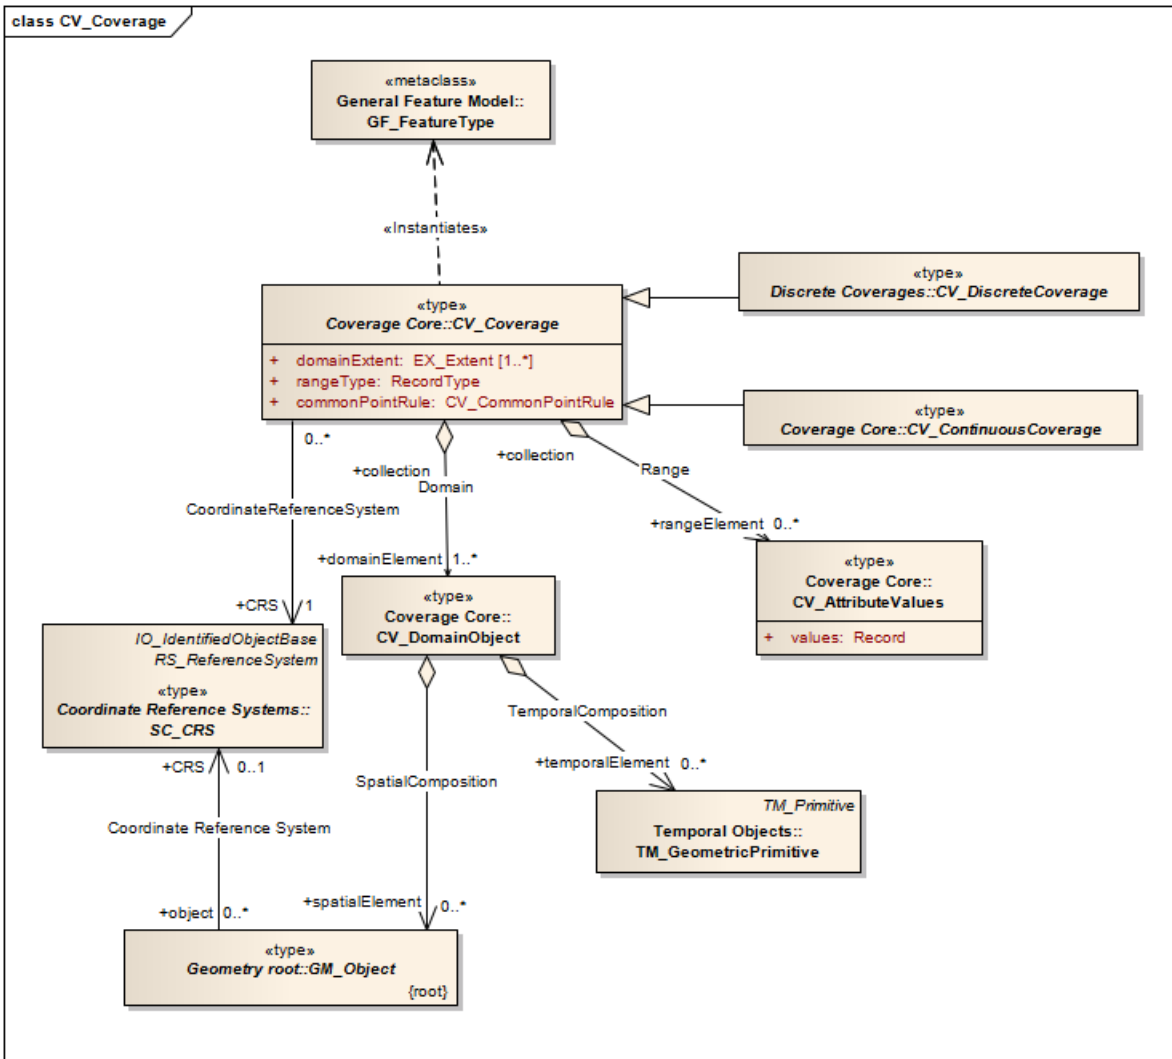 class CV_Coverage
«metaclass»
General Feature Model::
GF_FeatureType
«Instantiates»
«type»
Discrete Coverages::CV_DiscreteCoverage
«type»
Coverage Core::CV_Coverage
+ domainExtent: EX_Extent [1..*]
+ rangeType: RecordType
+ commonPointRule: CV_CommonPointRule
«type»
Coverage Core::CV_ContinuousCoverage
0..*
+collection
Domain
+collection
Range
CoordinateReferenceSystem
+rangeElement 0..*
+domainElement 1..*
«type»
Coverage Core::
CV_AttributeValues
+ values: Record
«type»
Coverage Core::
CV_DomainObject
+CRS 1
IO_IdentifiedObjectBase
RS_ReferenceSystem
«type»
Coordinate Reference Systems::
SC_CRS
TemporalComposition
+temporalElement 0..*
+CRS 0..1
SpatialComposition
TM_Primitive
Temporal Objects::
TM_GeometricPrimitive
Coordinate Reference System
+spatialElement 0..*
+object 0..*
«type»
Geometry root::GM_Object
{root}